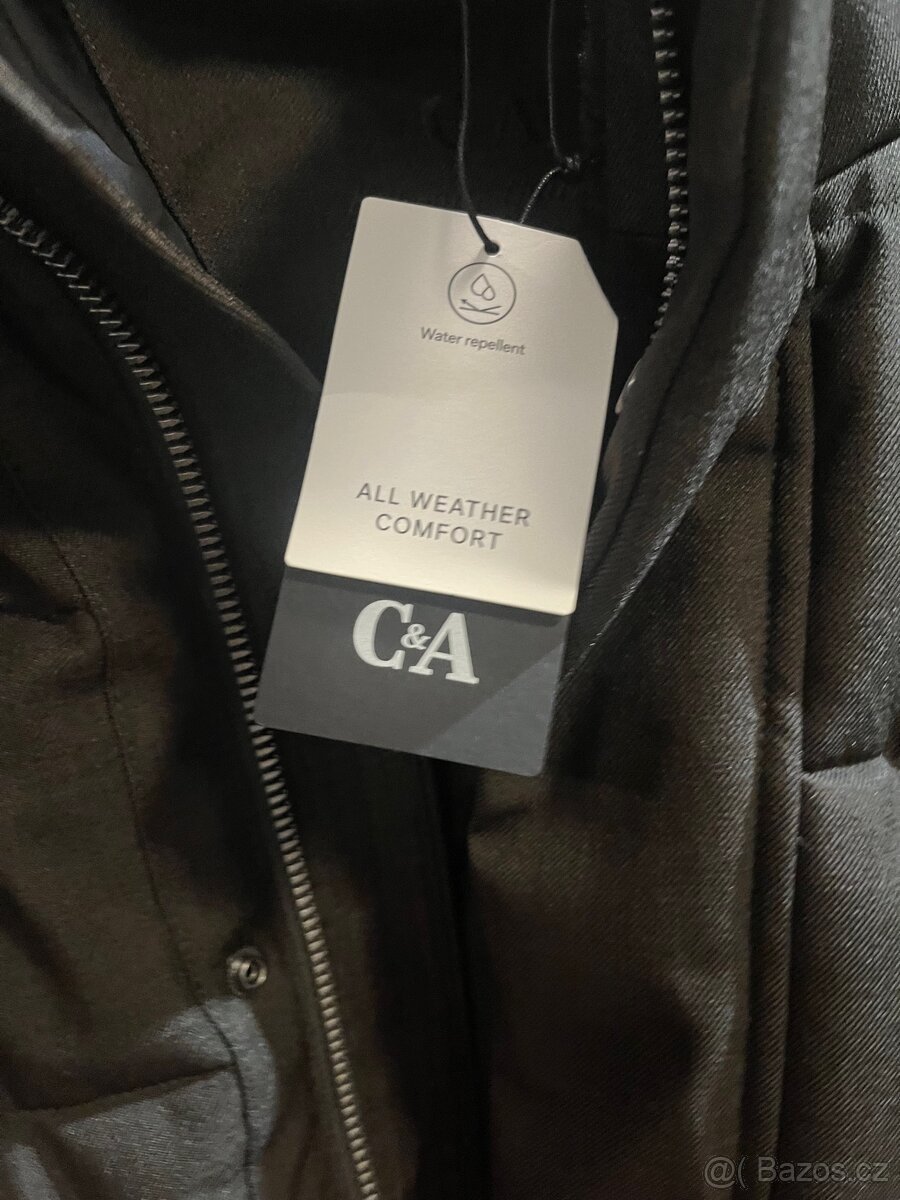 Water repellent
ALL WEATHER
COMFORT
C&A
@( Bazos.cz